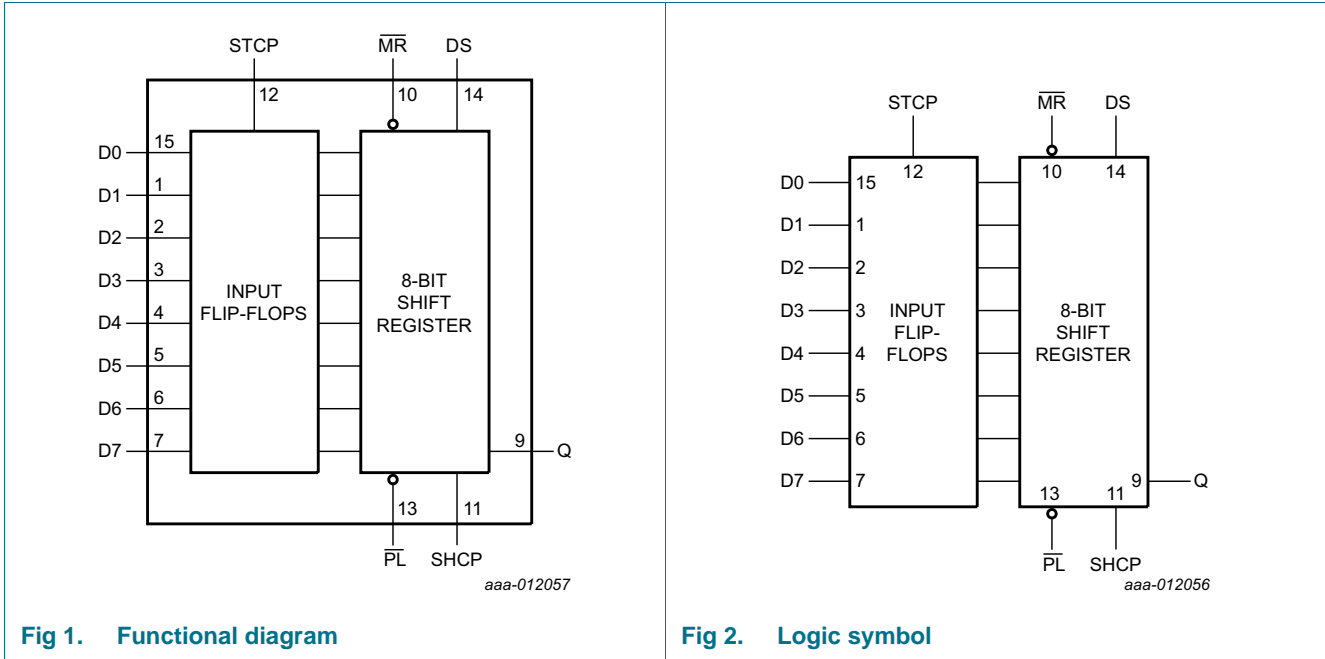 STCP M̅R̅ DS
12 10 14
D0 15
D1 1
D2 2
D3 3
D4 4
D5 5
D6 6
D7 7
INPUT
FLIP-FLOPS
8-BIT
SHIFT
REGISTER
9 Q
13 11
P̅L̅ SHCP
aaa-012057
Fig 1. Functional diagram
STCP M̅R̅ DS
12 10 14
D0 15
D1 1
D2 2
D3 3
D4 4
D5 5
D6 6
D7 7
INPUT
FLIP-
FLOPS
8-BIT
SHIFT
REGISTER
9 Q
13 11
P̅L̅ SHCP
aaa-012056
Fig 2. Logic symbol